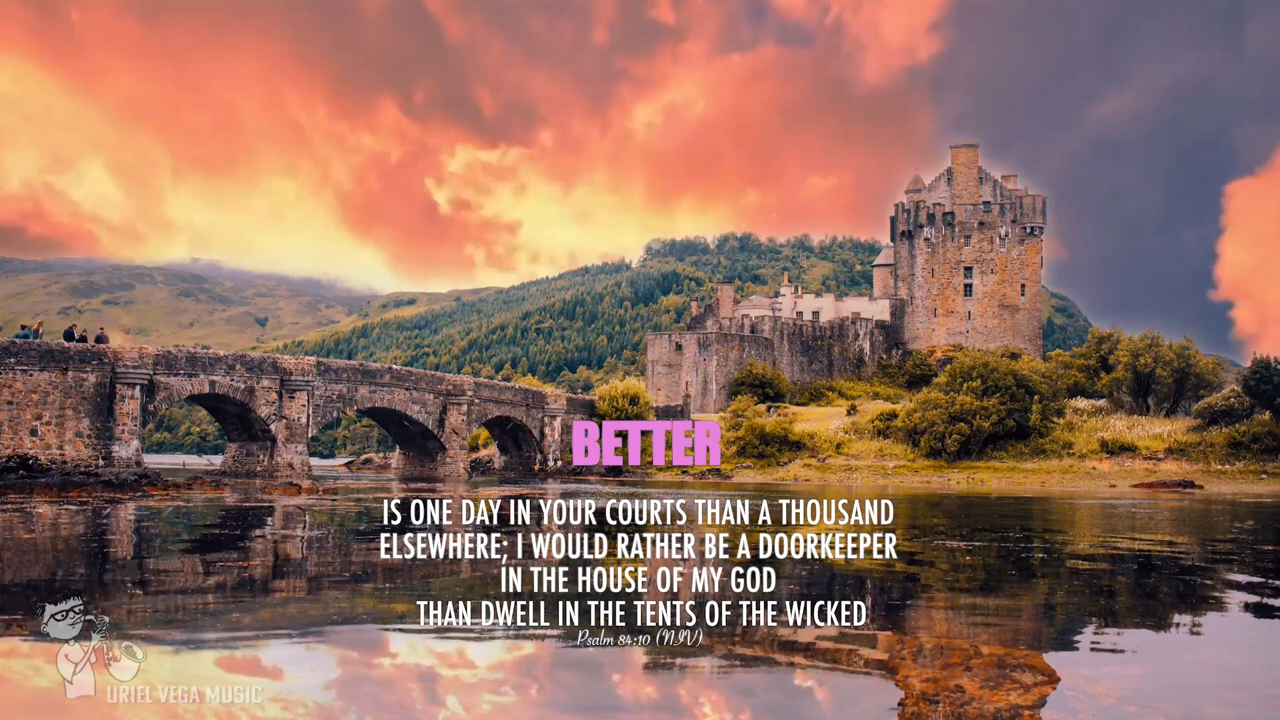 BETTER
IS ONE DAY IN YOUR COURTS THAN A THOUSAND
ELSEWHERE; I WOULD RATHER BE A DOORKEEPER
IN THE HOUSE OF MY GOD
THAN DWELL IN THE TENTS OF THE WICKED
Psalm 84:10 (NIV)
URIEL VEGA MUSIC